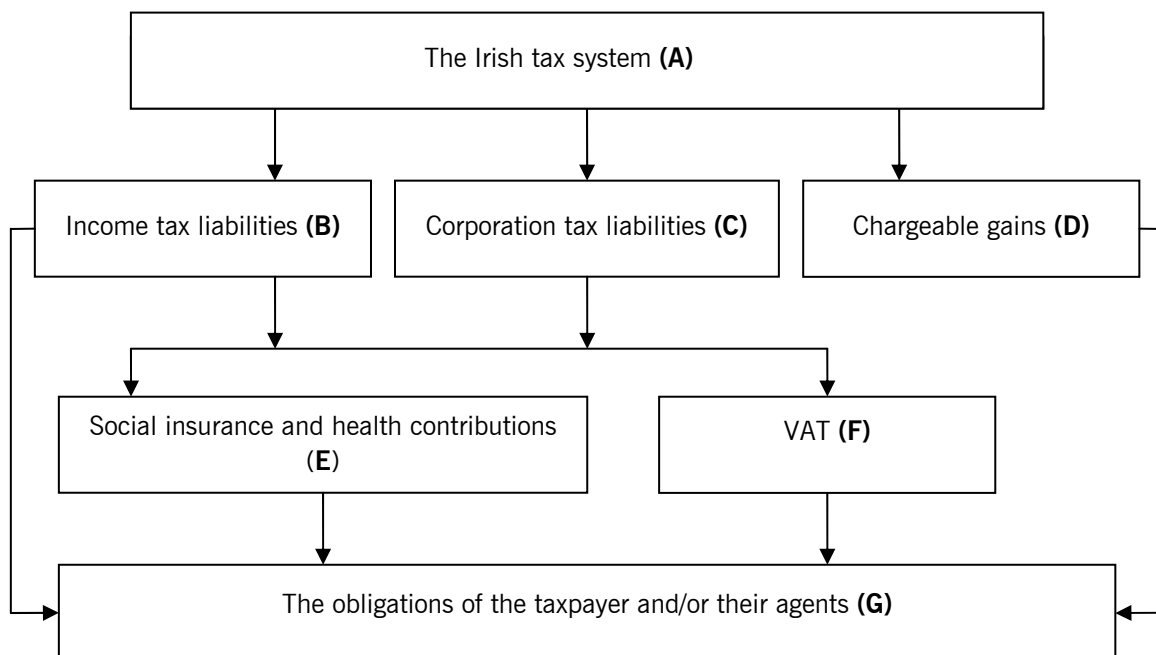 The Irish tax system (A)
Income tax liabilities (B)
Corporation tax liabilities (C)
Chargeable gains (D)
Social insurance and health contributions
(E)
VAT (F)
The obligations of the taxpayer and/or their agents (G)